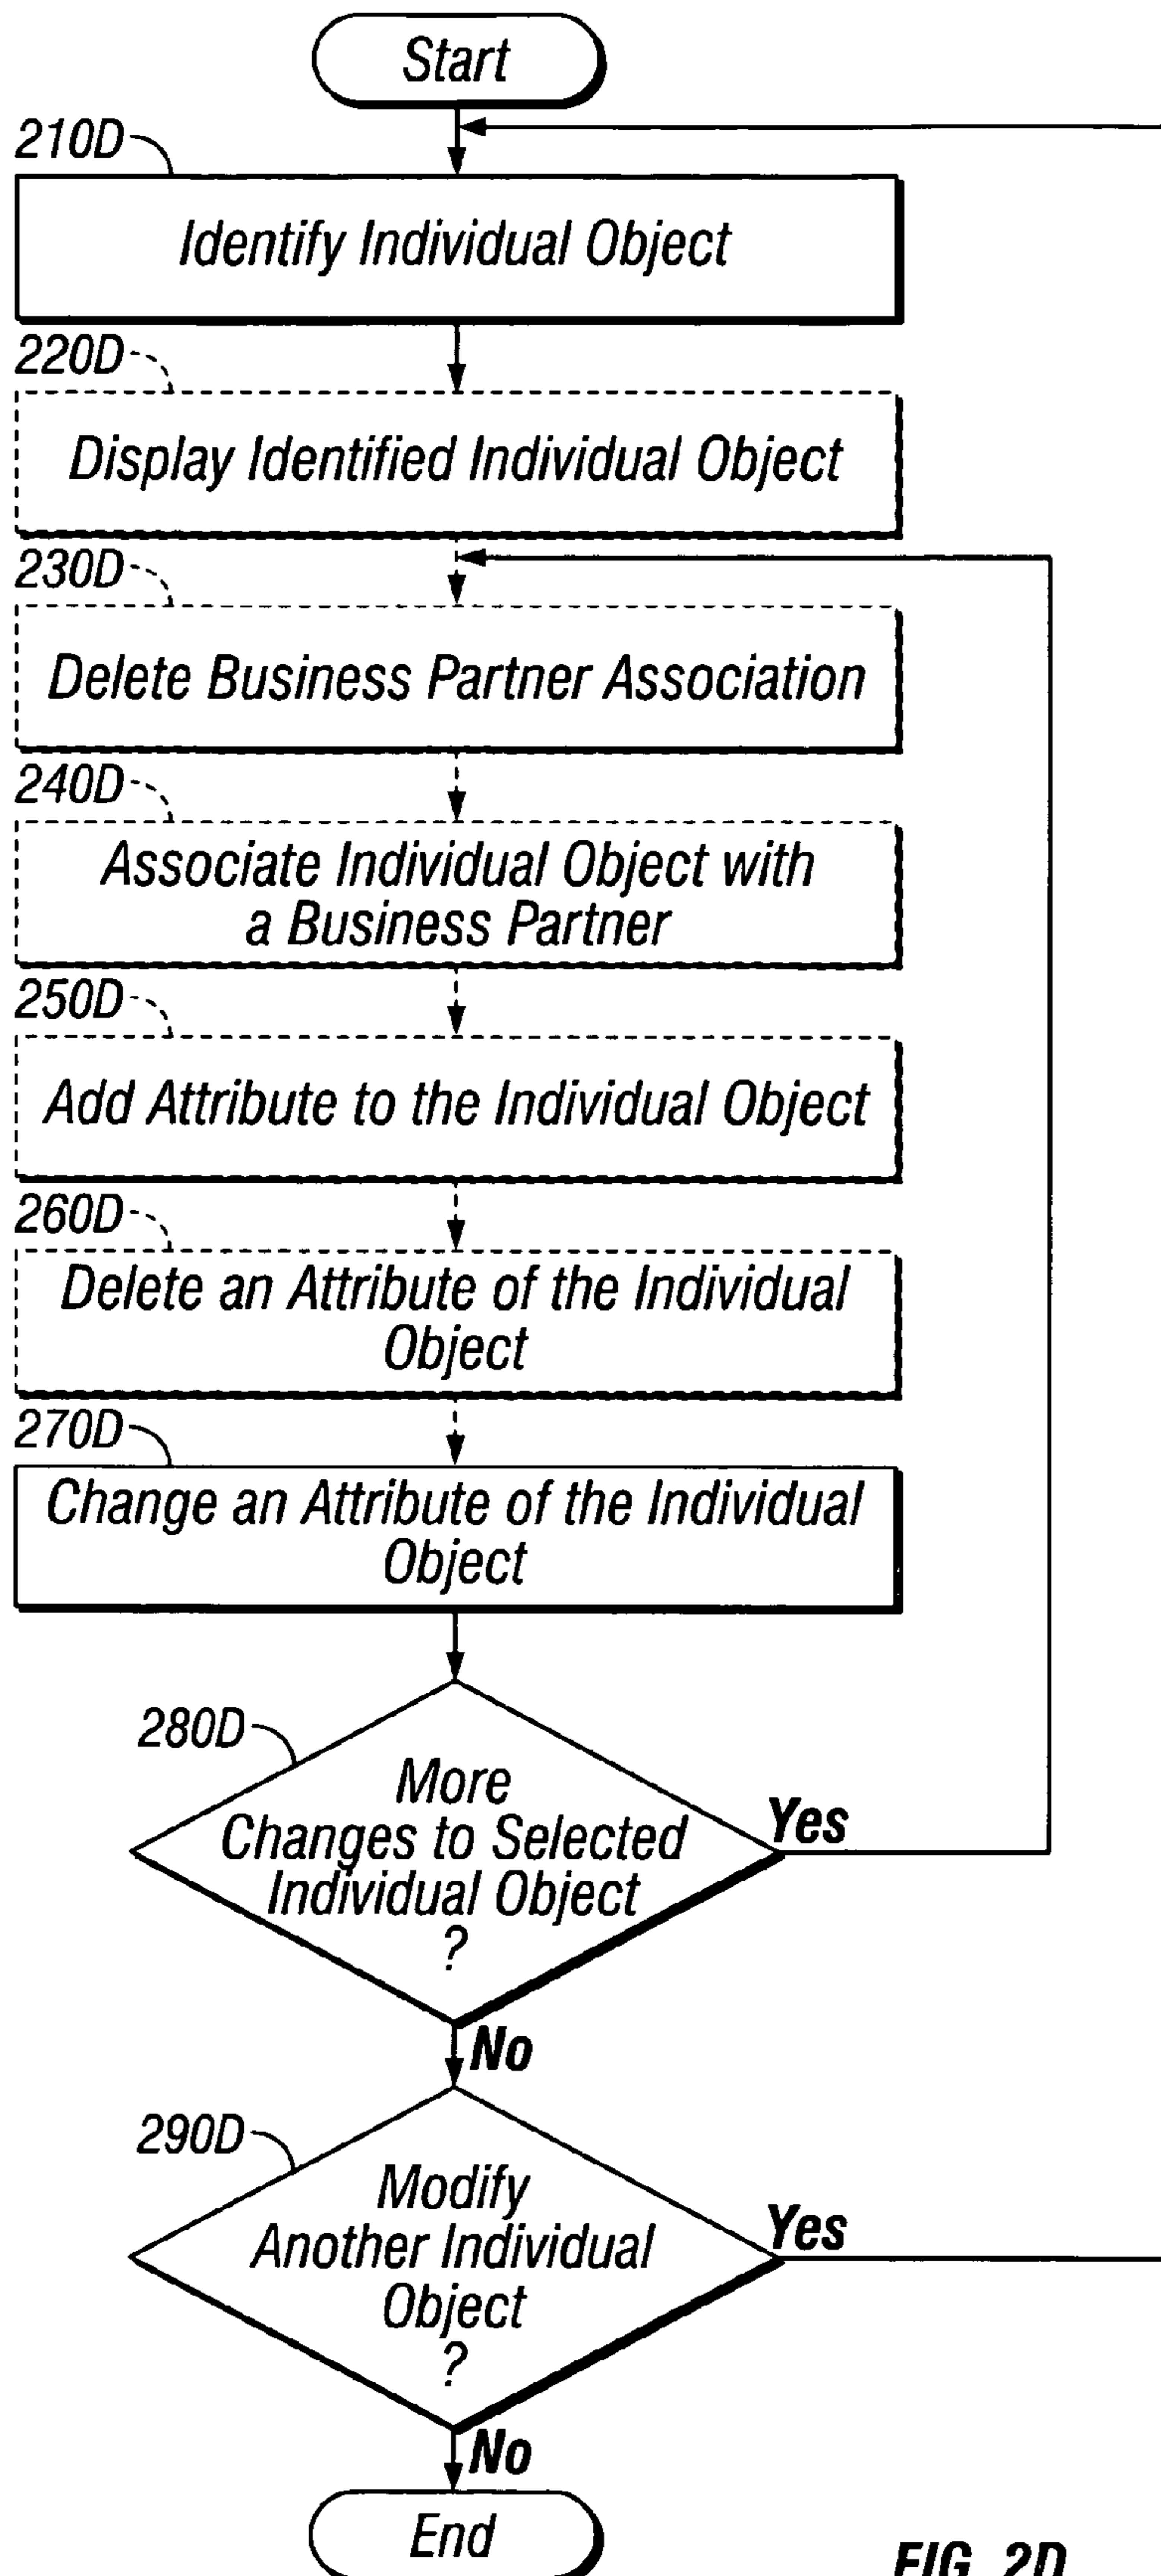 Start
210D
Identify Individual Object
220D
Display Identified Individual Object
230D
Delete Business Partner Association
240D
Associate Individual Object with
a Business Partner
250D
Add Attribute to the Individual Object
260D
Delete an Attribute of the Individual
Object
270D
Change an Attribute of the Individual
Object
280D
More
Changes to Selected
Individual Object
?
Yes
No
290D
Modify
Another Individual
Object
?
Yes
No
End
FIG. 2D